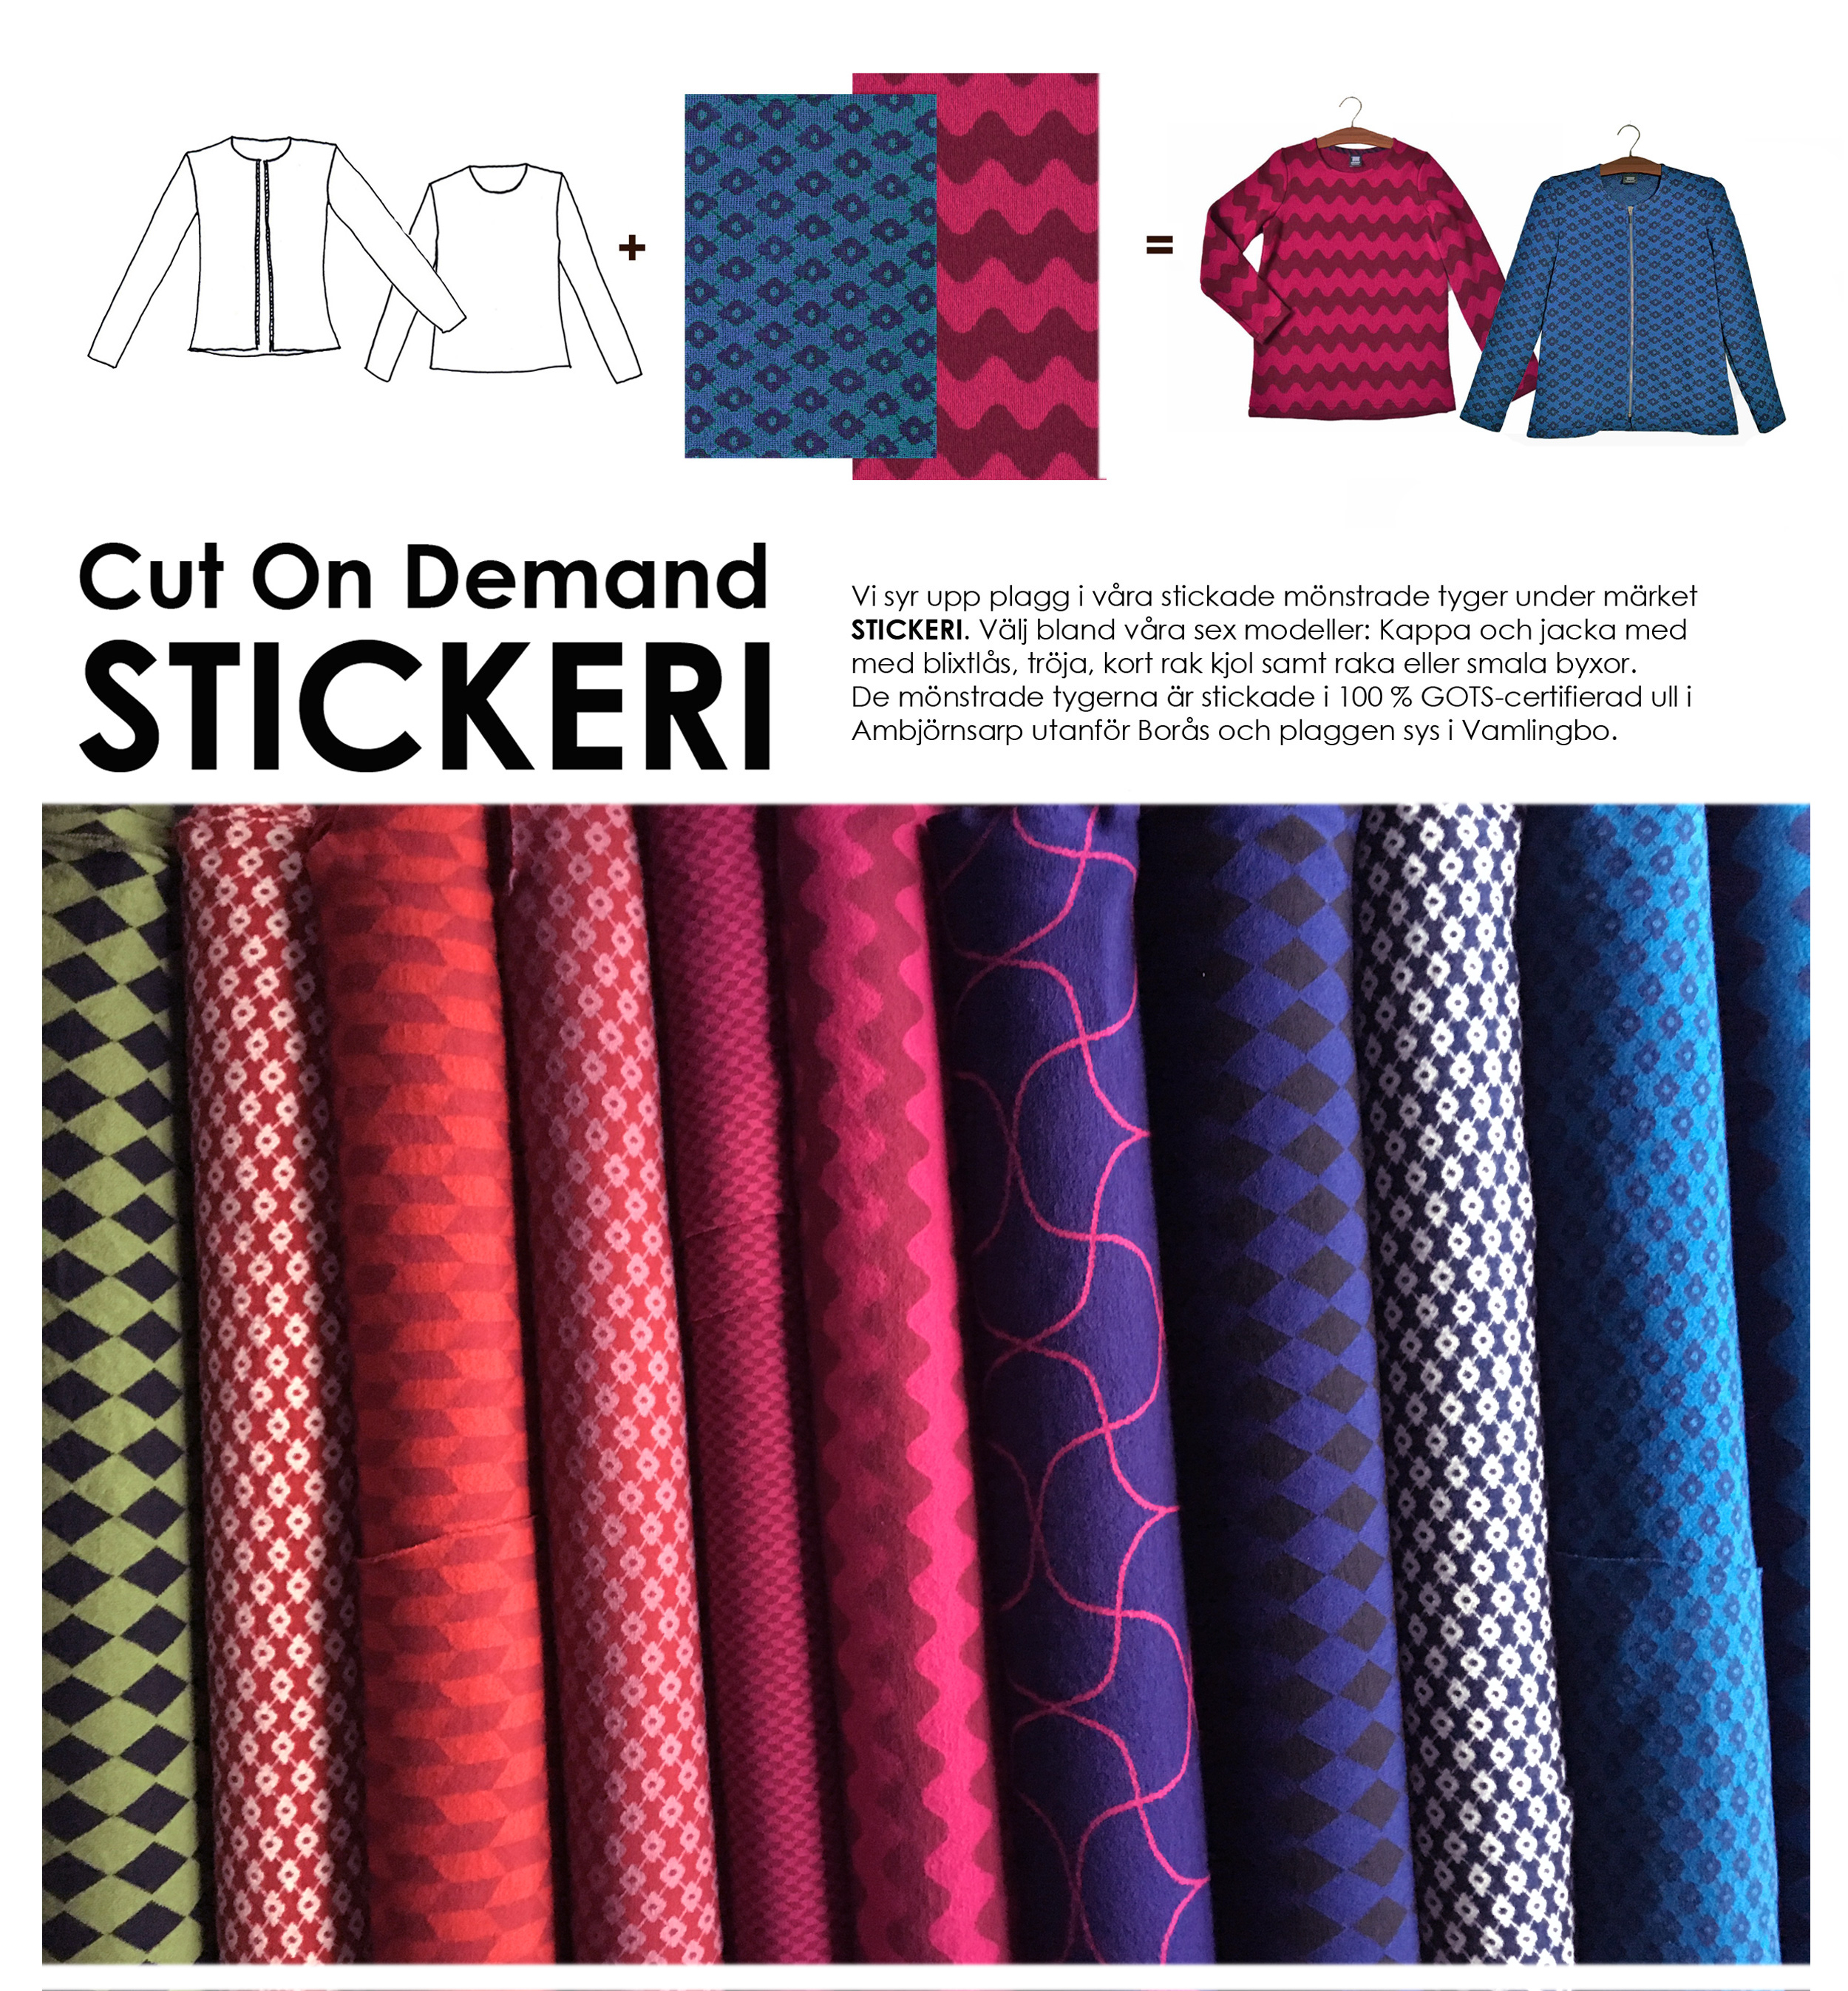 +
=
Cut On Demand
STICKERI
Vi syr upp plagg i våra stickade mönstrade tyger under märket
STICKERI. Välj bland våra sex modeller: Kappa och jacka med
med blixtlås, tröja, kort rak kjol samt raka eller smala byxor.
De mönstrade tygerna är stickade i 100 % GOTS-certifierad ull i
Ambjörnsarp utanför Borås och plaggen sys i Vamlingbo.